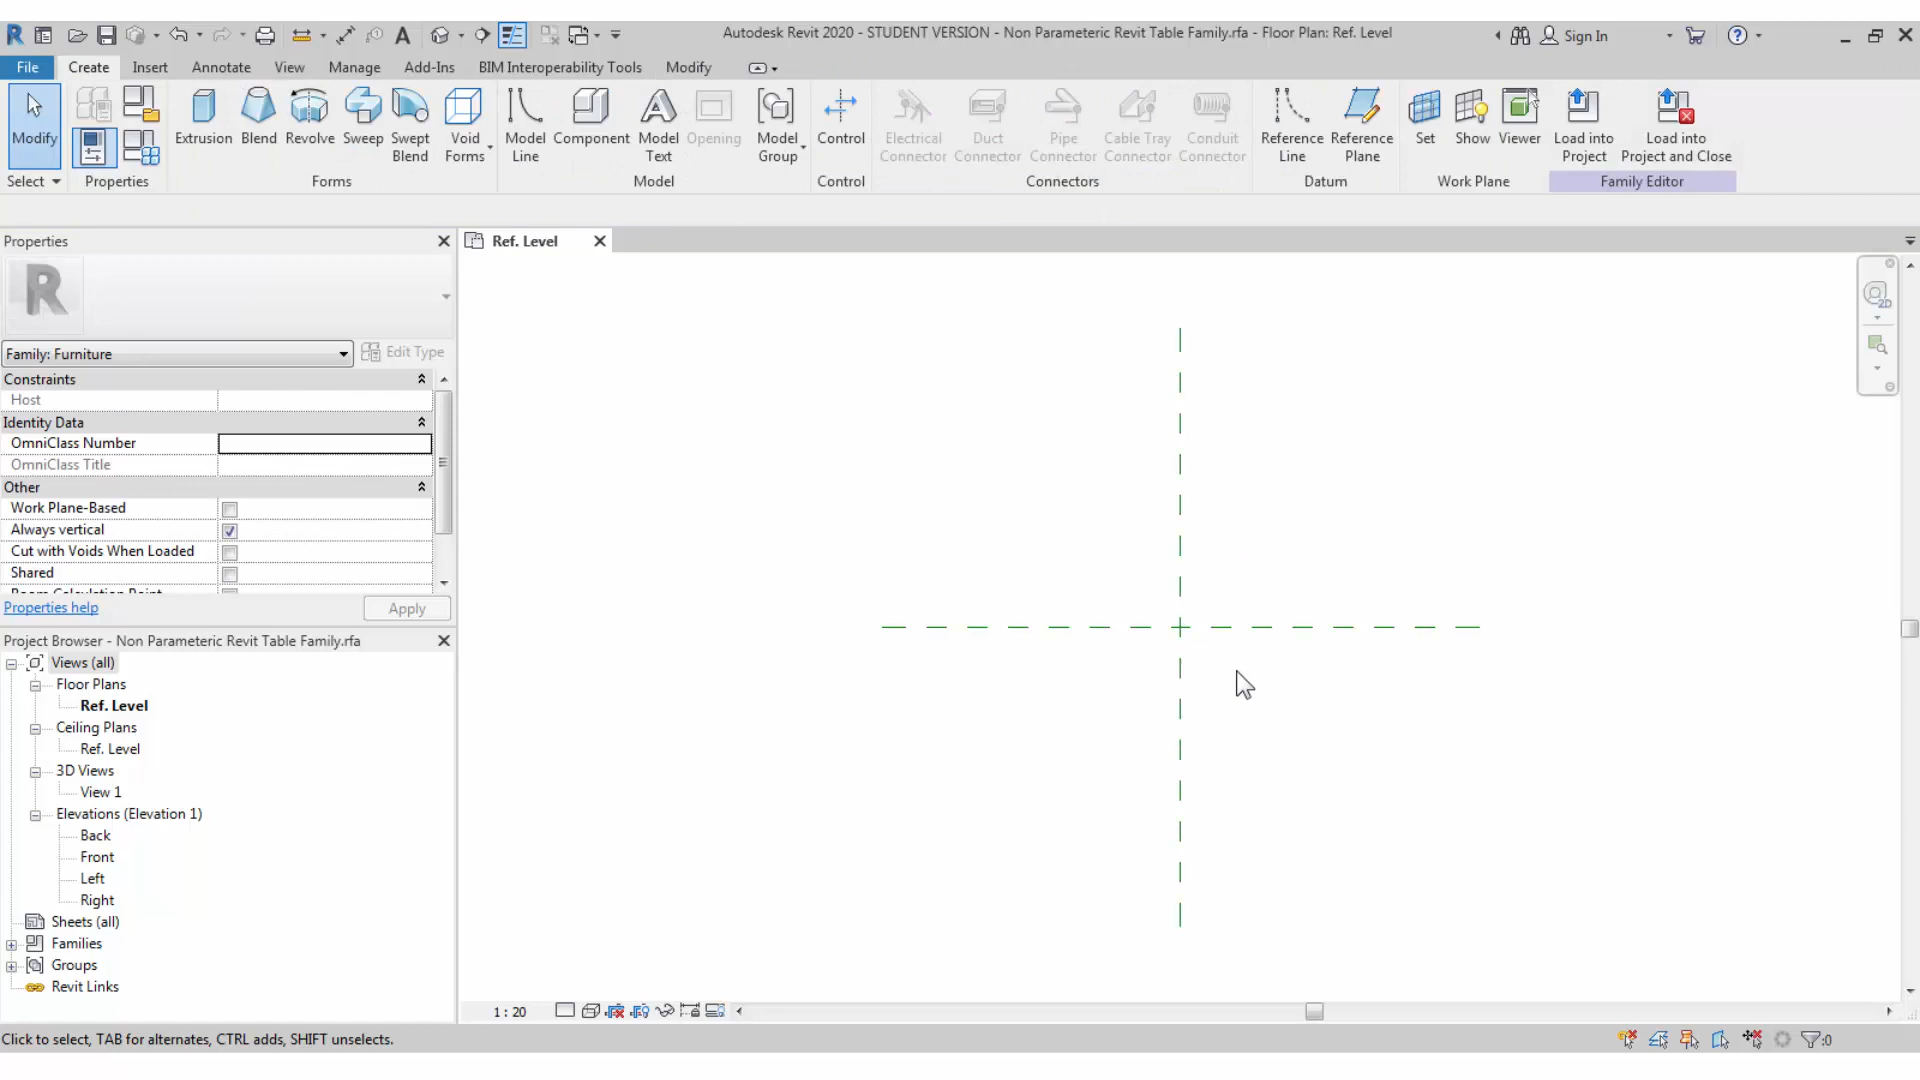 Autodesk Revit 2020 - STUDENT VERSION - Non Parameteric Revit Table Family.rfa - Floor Plan: Ref. Level
Sign In
File Create Insert Annotate View Manage Add-Ins BIM Interoperability Tools Modify
Modify
Extrusion Blend Revolve Sweep Swept Blend Void Forms
Model Line Component Model Text Opening Model Group
Control
Electrical Connector Duct Connector Pipe Connector Cable Tray Connector Conduit Connector
Reference Line Reference Plane
Set Show Viewer
Load into Project Load into Project and Close
Select Properties Forms Model Control Connectors Datum Work Plane Family Editor
Properties
Ref. Level
Family: Furniture
Edit Type
Constraints
Host
Identity Data
OmniClass Number
OmniClass Title
Other
Work Plane-Based
Always vertical
Cut with Voids When Loaded
Shared
Properties help
Apply
Project Browser - Non Parameteric Revit Table Family.rfa
Views (all)
Floor Plans
Ref. Level
Ceiling Plans
Ref. Level
3D Views
View 1
Elevations (Elevation 1)
Back
Front
Left
Right
Sheets (all)
Families
Groups
Revit Links
2D
1 : 20
Click to select, TAB for alternates, CTRL adds, SHIFT unselects.
:0